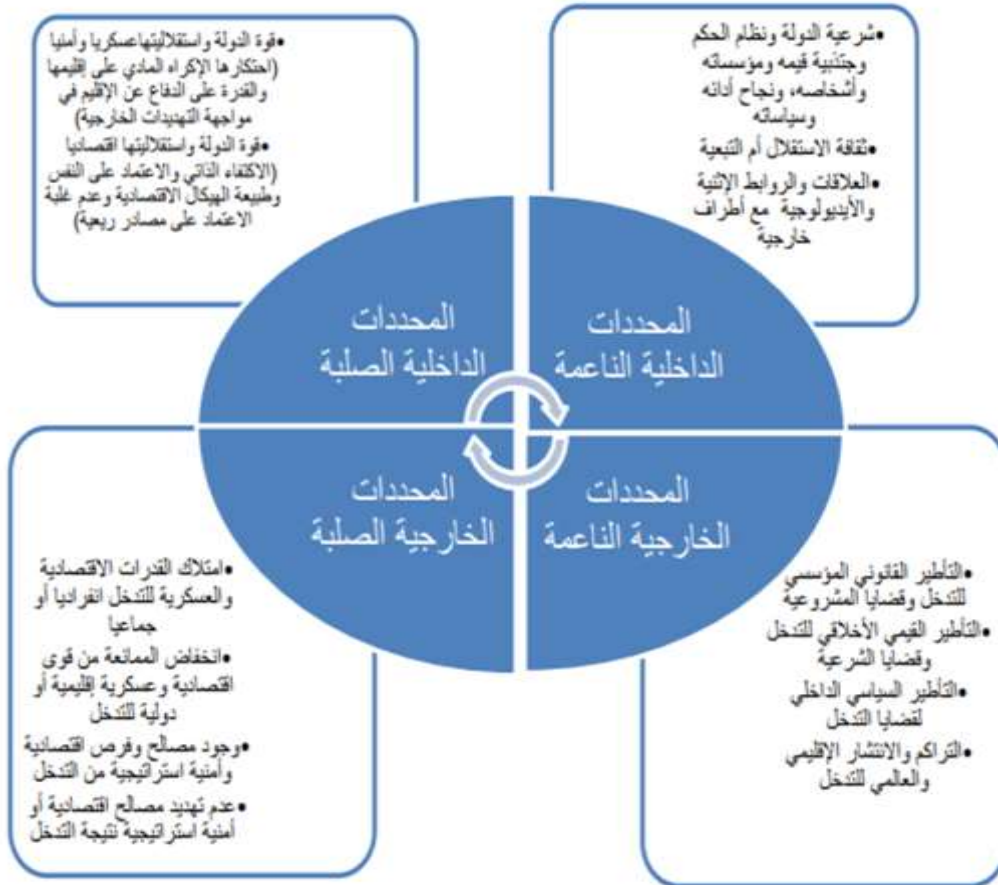 •شرعية الدولة ونظام الحكم
وجتذبية قيمه ومؤسساته
وأشخاصه، ونجاح أدائه
وسياساته
•ثقافة الاستقلال أم التبعية
•العلاقات والروابط الإثنية
والأيديولوجية مع أطراف
خارجية
•قوة الدولة واستقلاليتهاعسكريا وأمنيا
(احتكارها الإكراه المادي على إقليمها
والقدرة على الدفاع عن الإقليم في
مواجهة التهديدات الخارجية)
•قوة الدولة واستقلاليتها اقتصاديا
(الاكتفاء الذاتي والاعتماد على النفس
وطبيعة الهيكال الاقتصادية وعدم غلبة
الاعتماد على مصادر ريعية)
المحددات
الداخلية الناعمة
المحددات
الداخلية الصلبة
المحددات
الخارجية الناعمة
المحددات
الخارجية الصلبة
•التأطير القانوني المؤسسي
للتدخل وقضايا المشروعية
•التأطير القيمي الأخلاقي للتدخل
وقضايا الشرعية
•التأطير السياسي الداخلي
لقضايا التدخل
•التراكم والانتشار الإقليمي
والعالمي للتدخل
•امتلاك القدرات الاقتصادية
والعسكرية للتدخل انفراديا أو
جماعيا
•انخفاض الممانعة من قوى
اقتصادية وعسكرية إقليمية أو
دولية للتدخل
•وجود مصالح وفرص اقتصادية
وأمنية استراتيجية من التدخل
•عدم تهديد مصالح اقتصادية أو
أمنية استراتيجية نتيجة التدخل